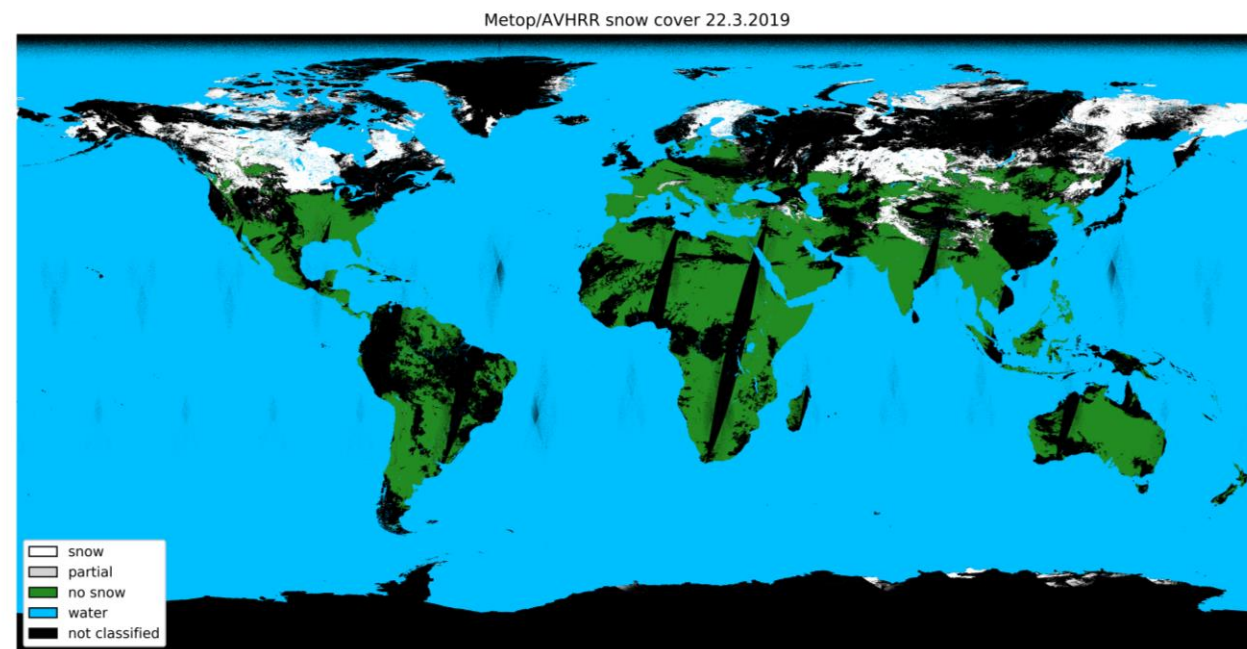 Metop/AVHRR snow cover 22.3.2019
snow
partial
no snow
water
not classified